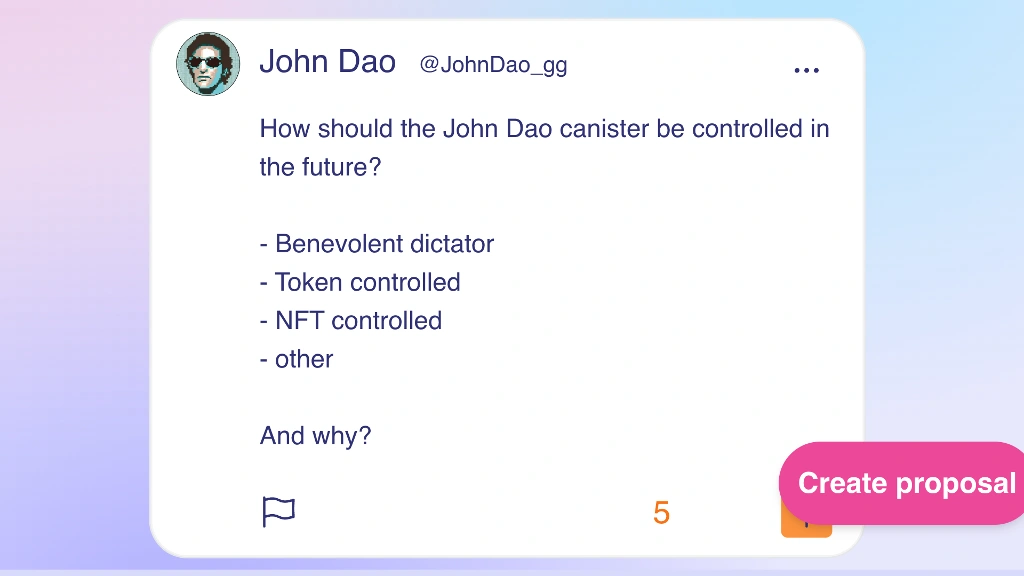 John Dao @JohnDao_gg
How should the John Dao canister be controlled in
the future?
- Benevolent dictator
- Token controlled
- NFT controlled
- other
And why?
5
Create proposal